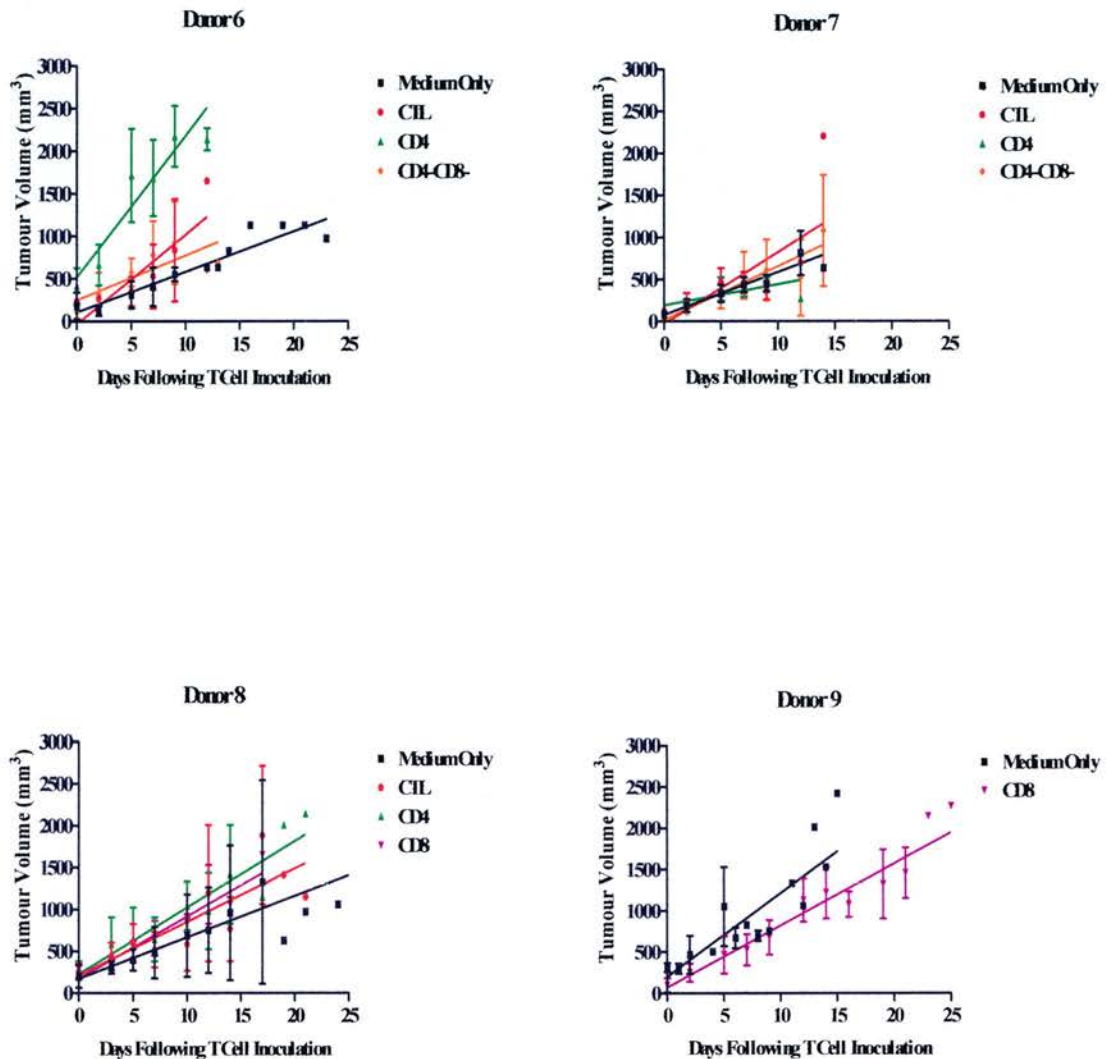 Donor 6
Tumour Volume (mm³)
3000
2500
2000
1500
1000
500
0
0 5 10 15 20 25
Days Following TCell Inoculation
Medium Only
CTL
CD4
CD4-CD8-
Donor 7
Tumour Volume (mm³)
3000
2500
2000
1500
1000
500
0
0 5 10 15 20 25
Days Following TCell Inoculation
Medium Only
CTL
CD4
CD4-CD8-
Donor 8
Tumour Volume (mm³)
3000
2500
2000
1500
1000
500
0
0 5 10 15 20 25
Days Following TCell Inoculation
Medium Only
CTL
CD4
CD8
Donor 9
Tumour Volume (mm³)
3000
2500
2000
1500
1000
500
0
0 5 10 15 20 25
Days Following TCell Inoculation
Medium Only
CD8